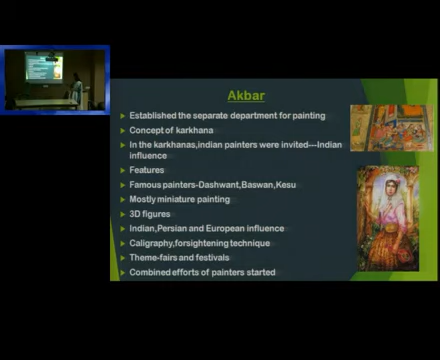 Akbar
Established the separate department for painting
Concept of karkhana
In the karkhanas,indian painters were invited---Indian
influence
Features
Famous painters-Dashwant,Baswan,Kesu
Mostly miniature painting
3D figures
Indian,Persian and European influence
Caligraphy,forsightening technique
Theme-fairs and festivals
Combined efforts of painters started